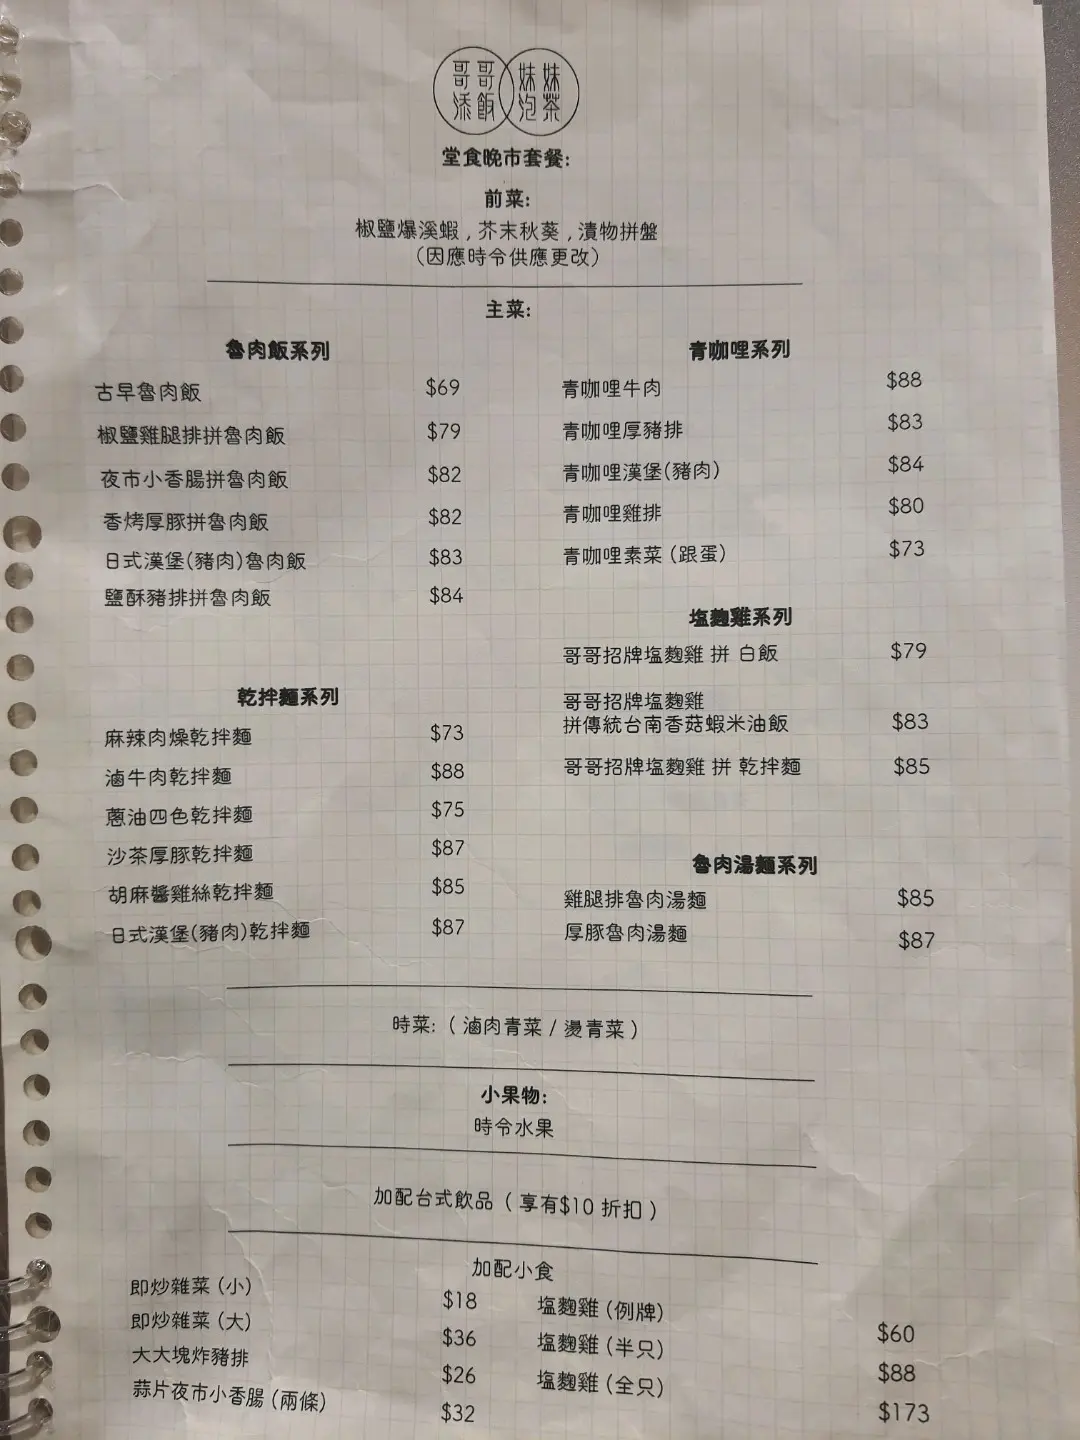 哥哥 妹妹
添飯 泡茶
堂食晚市套餐:
前菜:
椒鹽爆溪蝦 , 芥末秋葵 , 漬物拼盤
(因應時令供應更改)
主菜:
魯肉飯系列
古早魯肉飯 $69
椒鹽雞腿排拼魯肉飯 $79
夜市小香腸拼魯肉飯 $82
香烤厚豚拼魯肉飯 $82
日式漢堡(豬肉)魯肉飯 $83
鹽酥豬排拼魯肉飯 $84
乾拌麵系列
麻辣肉燥乾拌麵 $73
滷牛肉乾拌麵 $88
蔥油四色乾拌麵 $75
沙茶厚豚乾拌麵 $87
胡麻醬雞絲乾拌麵 $85
日式漢堡(豬肉)乾拌麵 $87
青咖哩系列
青咖哩牛肉 $88
青咖哩厚豬排 $83
青咖哩漢堡(豬肉) $84
青咖哩雞排 $80
青咖哩素菜 (跟蛋) $73
塩麴雞系列
哥哥招牌塩麴雞 拼 白飯 $79
哥哥招牌塩麴雞
拼傳統台南香菇蝦米油飯 $83
哥哥招牌塩麴雞 拼 乾拌麵 $85
魯肉湯麵系列
雞腿排魯肉湯麵 $85
厚豚魯肉湯麵 $87
時菜: ( 滷肉青菜 / 燙青菜 )
小果物:
時令水果
加配台式飲品 ( 享有$10 折扣 )
加配小食
即炒雜菜 (小) $18
即炒雜菜 (大) $36
大大塊炸豬排 $26
蒜片夜市小香腸 (兩條) $32
塩麴雞 (例牌) $60
塩麴雞 (半只) $88
塩麴雞 (全只) $173